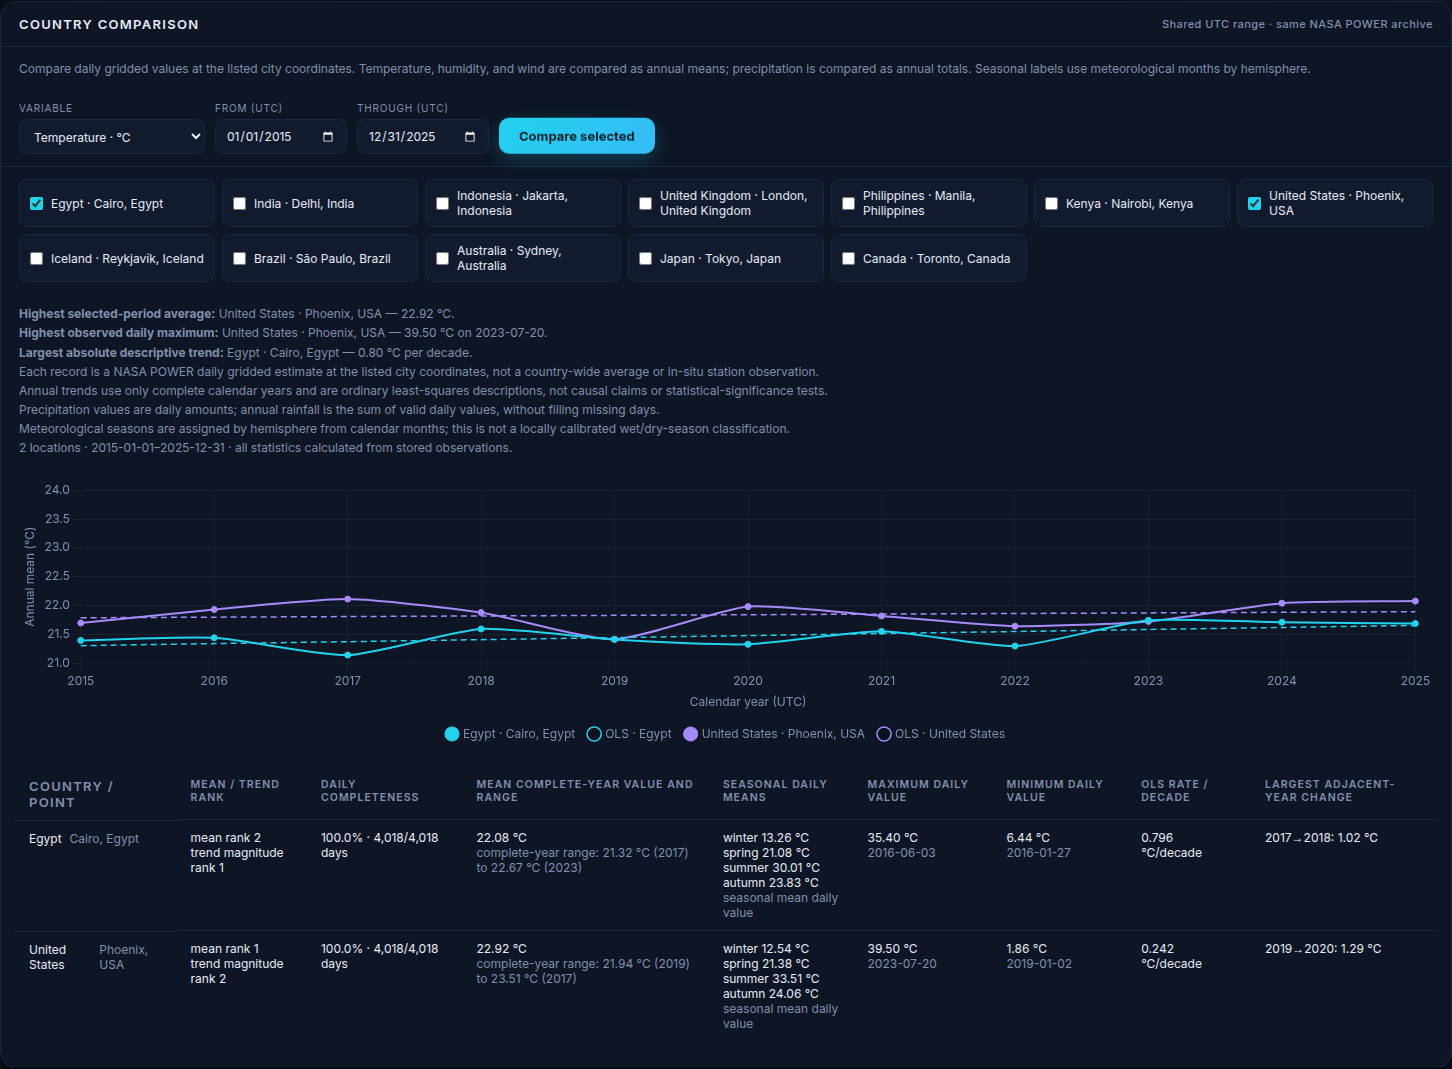 COUNTRY COMPARISON
Shared UTC range · same NASA POWER archive
Compare daily gridded values at the listed city coordinates. Temperature, humidity, and wind are compared as annual means; precipitation is compared as annual totals. Seasonal labels use meteorological months by hemisphere.
VARIABLE
FROM (UTC)
THROUGH (UTC)
Temperature · °C
01/01/2015
12/31/2025
Compare selected
Egypt · Cairo, Egypt
India · Delhi, India
Indonesia · Jakarta,
Indonesia
United Kingdom · London,
United Kingdom
Philippines · Manila,
Philippines
Kenya · Nairobi, Kenya
United States · Phoenix,
USA
Iceland · Reykjavík, Iceland
Brazil · São Paulo, Brazil
Australia · Sydney,
Australia
Japan · Tokyo, Japan
Canada · Toronto, Canada
Highest selected-period average: United States · Phoenix, USA — 22.92 °C.
Highest observed daily maximum: United States · Phoenix, USA — 39.50 °C on 2023-07-20.
Largest absolute descriptive trend: Egypt · Cairo, Egypt — 0.80 °C per decade.
Each record is a NASA POWER daily gridded estimate at the listed city coordinates, not a country-wide average or in-situ station observation.
Annual trends use only complete calendar years and are ordinary least-squares descriptions, not causal claims or statistical-significance tests.
Precipitation values are daily amounts; annual rainfall is the sum of valid daily values, without filling missing days.
Meteorological seasons are assigned by hemisphere from calendar months; this is not a locally calibrated wet/dry-season classification.
2 locations · 2015-01-01–2025-12-31 · all statistics calculated from stored observations.
Annual mean (°C)
24.0
23.5
23.0
22.5
22.0
21.5
21.0
2015 2016 2017 2018 2019 2020 2021 2022 2023 2024 2025
Calendar year (UTC)
Egypt · Cairo, Egypt
OLS · Egypt
United States · Phoenix, USA
OLS · United States
COUNTRY /
POINT
MEAN / TREND
RANK
DAILY
COMPLETENESS
MEAN COMPLETE-YEAR VALUE AND
RANGE
SEASONAL DAILY
MEANS
MAXIMUM DAILY
VALUE
MINIMUM DAILY
VALUE
OLS RATE /
DECADE
LARGEST ADJACENT-
YEAR CHANGE
Egypt Cairo, Egypt
mean rank 2
trend magnitude
rank 1
100.0% · 4,018/4,018
days
22.08 °C
complete-year range: 21.32 °C (2017)
to 22.67 °C (2023)
winter 13.26 °C
spring 21.08 °C
summer 30.01 °C
autumn 23.83 °C
seasonal mean daily
value
35.40 °C
2016-06-03
6.44 °C
2016-01-27
0.796
°C/decade
2017→2018: 1.02 °C
United
States
Phoenix,
USA
mean rank 1
trend magnitude
rank 2
100.0% · 4,018/4,018
days
22.92 °C
complete-year range: 21.94 °C (2019)
to 23.51 °C (2017)
winter 12.54 °C
spring 21.38 °C
summer 33.51 °C
autumn 24.06 °C
seasonal mean daily
value
39.50 °C
2023-07-20
1.86 °C
2019-01-02
0.242
°C/decade
2019→2020: 1.29 °C